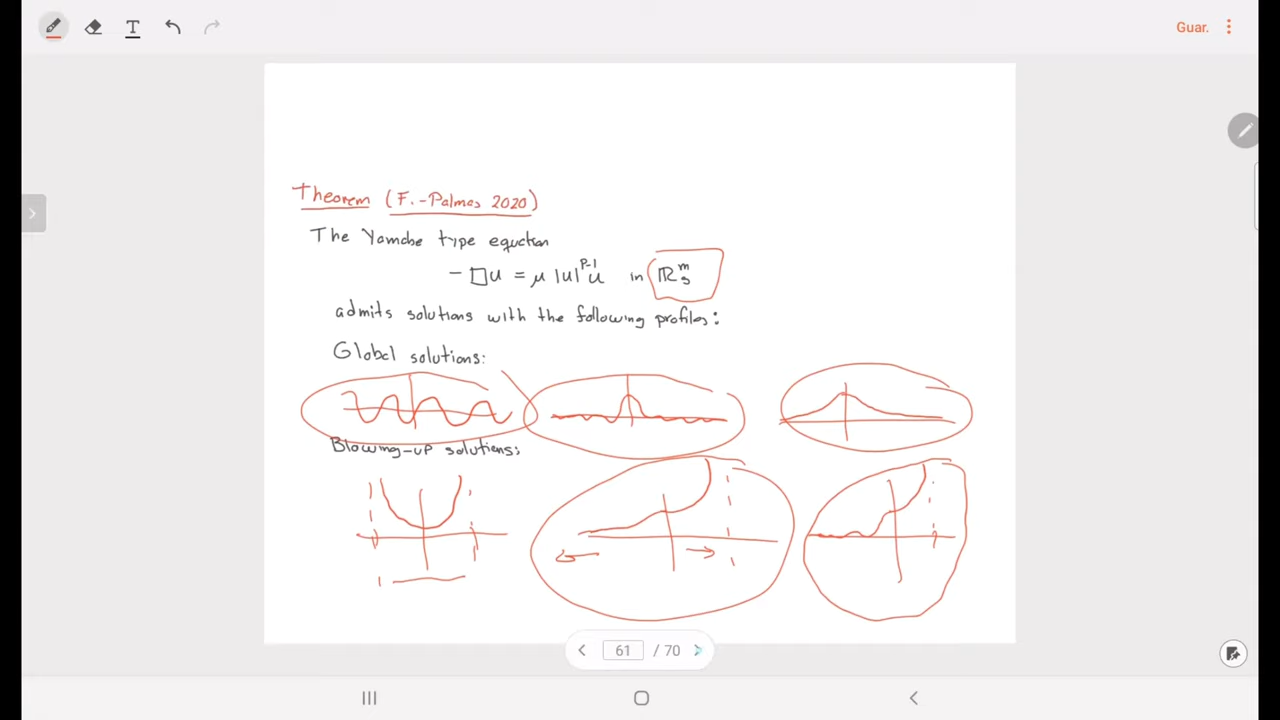 T
Guar.
Theorem (F.-Palmas 2020)
The Yamabe type equation
-□u = μ |u|^{p-1} u in ℝ^m_s
admits solutions with the following profiles:
Global solutions:
Blowing-up solutions:
61 / 70